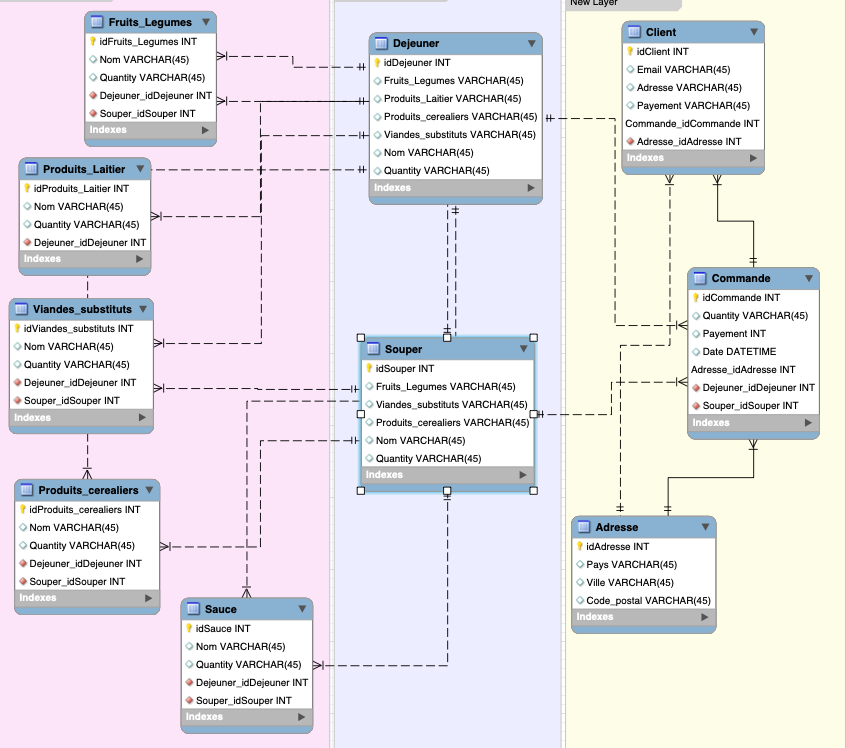 New Layer
Fruits_Legumes
idFruits_Legumes INT
Nom VARCHAR(45)
Quantity VARCHAR(45)
Dejeuner_idDejeuner INT
Souper_idSouper INT
Indexes
Produits_Laitier
idProduits_Laitier INT
Nom VARCHAR(45)
Quantity VARCHAR(45)
Dejeuner_idDejeuner INT
Indexes
Viandes_substituts
idViandes_substituts INT
Nom VARCHAR(45)
Quantity VARCHAR(45)
Dejeuner_idDejeuner INT
Souper_idSouper INT
Indexes
Produits_cerealiers
idProduits_cerealiers INT
Nom VARCHAR(45)
Quantity VARCHAR(45)
Dejeuner_idDejeuner INT
Souper_idSouper INT
Indexes
Sauce
idSauce INT
Nom VARCHAR(45)
Quantity VARCHAR(45)
Dejeuner_idDejeuner INT
Souper_idSouper INT
Indexes
Dejeuner
idDejeuner INT
Fruits_Legumes VARCHAR(45)
Produits_Laitier VARCHAR(45)
Produits_cerealiers VARCHAR(45)
Viandes_substituts VARCHAR(45)
Nom VARCHAR(45)
Quantity VARCHAR(45)
Indexes
Souper
idSouper INT
Fruits_Legumes VARCHAR(45)
Viandes_substituts VARCHAR(45)
Produits_cerealiers VARCHAR(45)
Nom VARCHAR(45)
Quantity VARCHAR(45)
Indexes
Client
idClient INT
Email VARCHAR(45)
Adresse VARCHAR(45)
Payement VARCHAR(45)
Commande_idCommande INT
Adresse_idAdresse INT
Indexes
Commande
idCommande INT
Quantity VARCHAR(45)
Payement INT
Date DATETIME
Adresse_idAdresse INT
Dejeuner_idDejeuner INT
Souper_idSouper INT
Indexes
Adresse
idAdresse INT
Pays VARCHAR(45)
Ville VARCHAR(45)
Code_postal VARCHAR(45)
Indexes